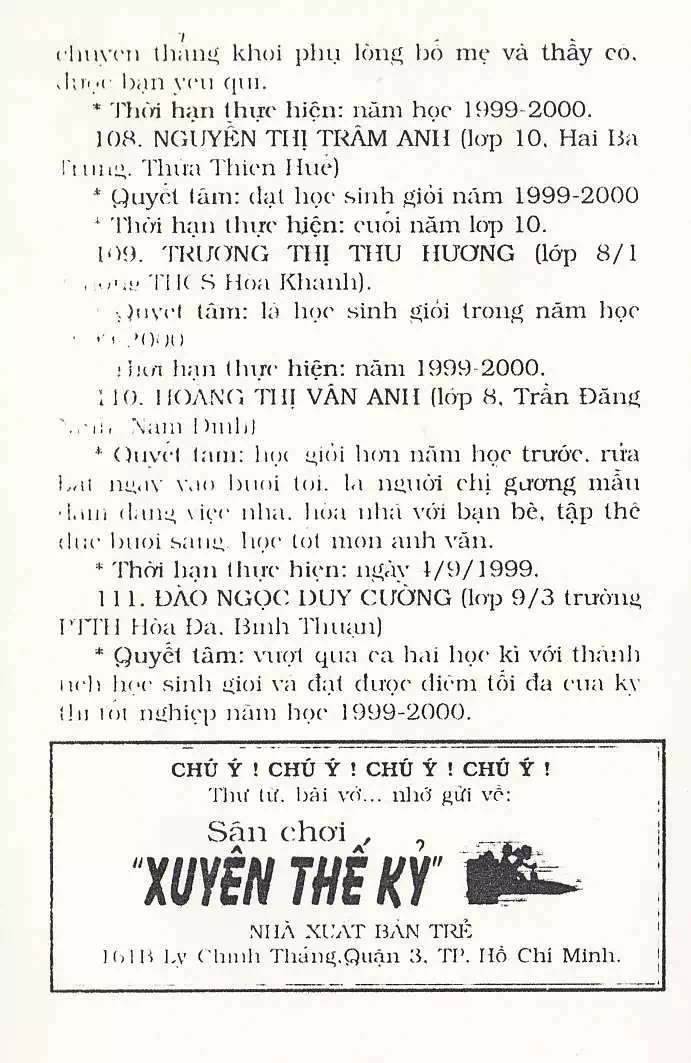 chuyện thắng khỏi phụ lòng bố mẹ và thầy cô,
được bạn yêu quí.
* Thời hạn thực hiện: năm học 1999-2000.
108. NGUYỄN THỊ TRÂM ANH (lớp 10, Hai Bà
Trưng, Thừa Thiên Huế)
* Quyết tâm: đạt học sinh giỏi năm 1999-2000
* Thời hạn thực hiện: cuối năm lớp 10.
109. TRƯƠNG THỊ THU HƯƠNG (lớp 8/1
trường THCS Hòa Khánh).
Quyết tâm: là học sinh giỏi trong năm học
2000
Thời hạn thực hiện: năm 1999-2000.
110. HOÀNG THỊ VÂN ANH (lớp 8, Trần Đăng
Ninh, Nam Định)
* Quyết tâm: học giỏi hơn năm học trước, rửa
bát ngày vào buổi tối, là người chị gương mẫu
đảm đang việc nhà, hòa nhã với bạn bè, tập thể
dục buổi sáng, học tốt môn anh văn.
* Thời hạn thực hiện: ngày 4/9/1999.
111. ĐÀO NGỌC DUY CƯỜNG (lớp 9/3 trường
PTTH Hòa Đa, Bình Thuận)
* Quyết tâm: vượt qua cả hai học kì với thành
tích học sinh giỏi và đạt được điểm tối đa của kỳ
thi tốt nghiệp năm học 1999-2000.
CHÚ Ý ! CHÚ Ý ! CHÚ Ý ! CHÚ Ý !
Thư từ, bài vở... nhớ gửi về:
Sân chơi
"XUYÊN THẾ KỶ"
NHÀ XUẤT BẢN TRẺ
161B Lý Chính Thắng,Quận 3, TP. Hồ Chí Minh.